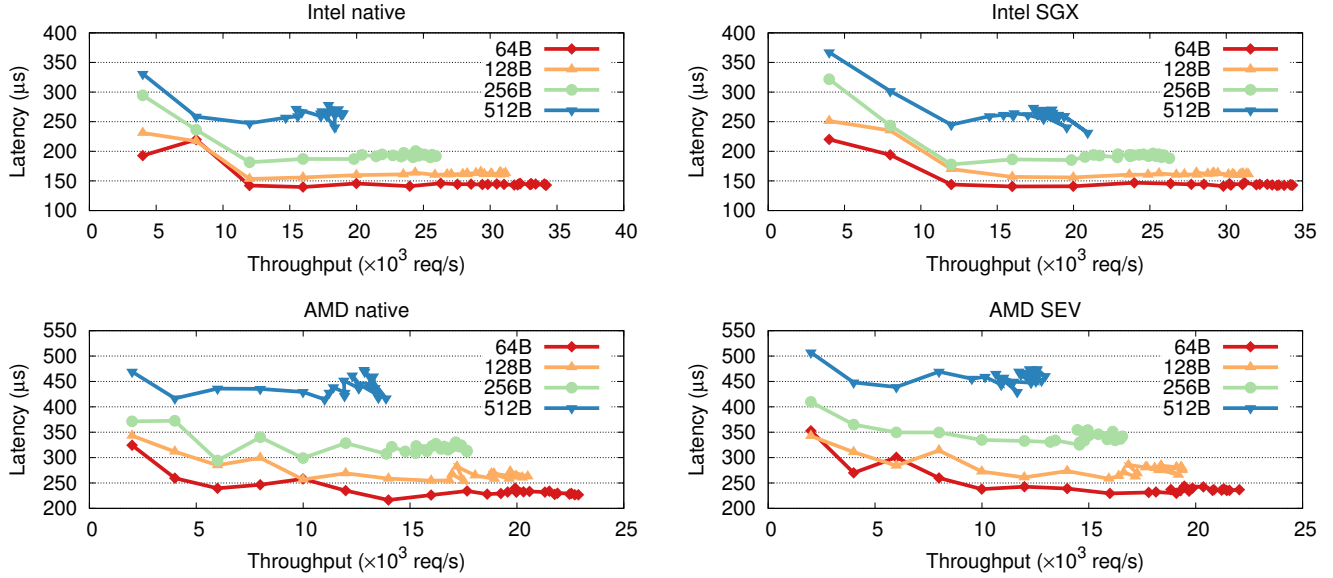 Intel native
Latency (μs)
400
350
300
250
200
150
100
64B
128B
256B
512B
0 5 10 15 20 25 30 35 40
Throughput (×10³ req/s)
Intel SGX
Latency (μs)
400
350
300
250
200
150
100
64B
128B
256B
512B
0 5 10 15 20 25 30 35
Throughput (×10³ req/s)
AMD native
Latency (μs)
550
500
450
400
350
300
250
200
64B
128B
256B
512B
0 5 10 15 20 25
Throughput (×10³ req/s)
AMD SEV
Latency (μs)
550
500
450
400
350
300
250
200
64B
128B
256B
512B
0 5 10 15 20 25
Throughput (×10³ req/s)